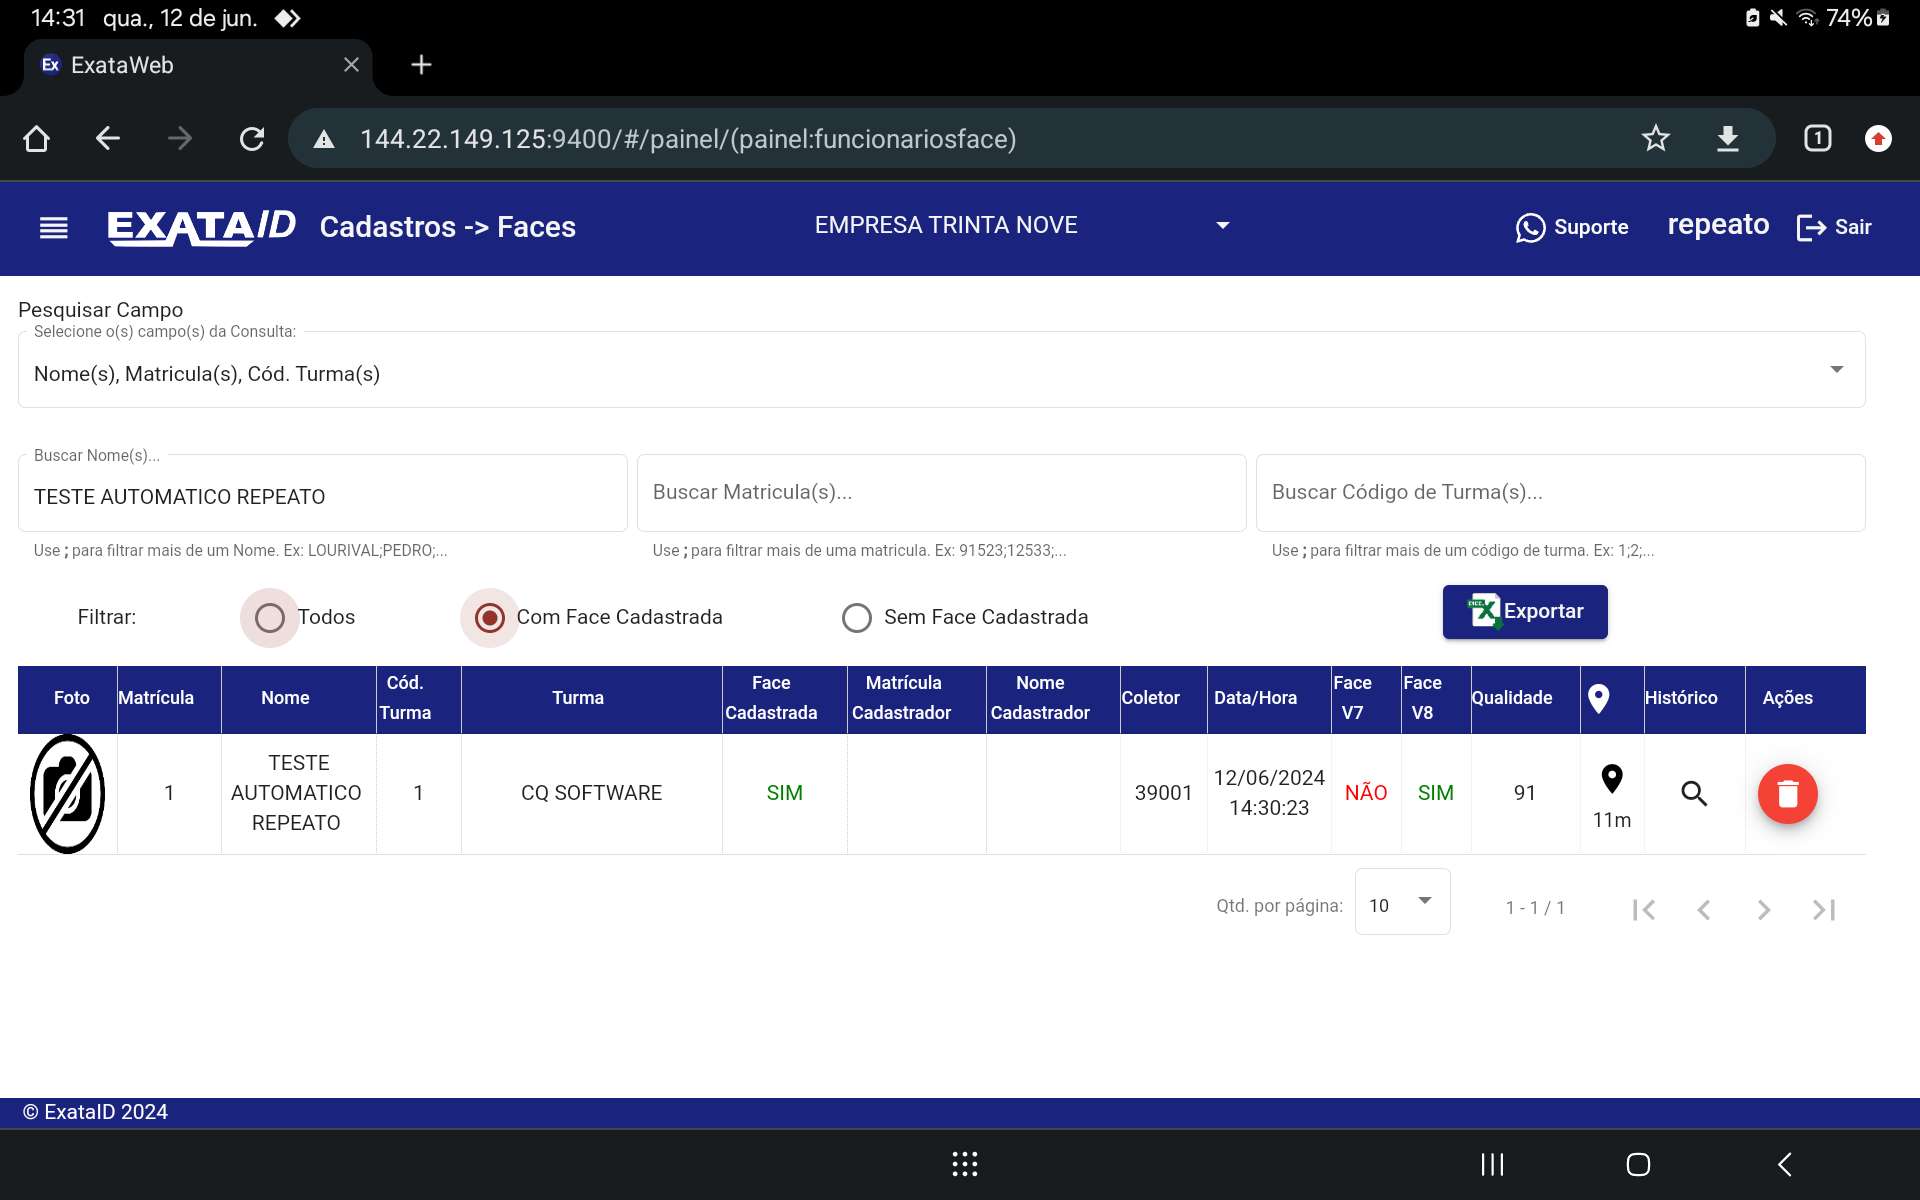 14:31 qua., 12 de jun.
74%
Ex ExataWeb
144.22.149.125:9400/#/painel/(painel:funcionariosface)
1
EXATAID Cadastros -> Faces
EMPRESA TRINTA NOVE
Suporte
repeato
Sair
Pesquisar Campo
Selecione o(s) campo(s) da Consulta:
Nome(s), Matricula(s), Cód. Turma(s)
Buscar Nome(s)...
TESTE AUTOMATICO REPEATO
Buscar Matricula(s)...
Buscar Código de Turma(s)...
Use ; para filtrar mais de um Nome. Ex: LOURIVAL;PEDRO;...
Use ; para filtrar mais de uma matricula. Ex: 91523;12533;...
Use ; para filtrar mais de um código de turma. Ex: 1;2;...
Filtrar:
Todos
Com Face Cadastrada
Sem Face Cadastrada
Exportar
Foto
Matrícula
Nome
Cód.
Turma
Turma
Face
Cadastrada
Matrícula
Cadastrador
Nome
Cadastrador
Coletor
Data/Hora
Face
V7
Face
V8
Qualidade
Histórico
Ações
1
TESTE
AUTOMATICO
REPEATO
1
CQ SOFTWARE
SIM
39001
12/06/2024
14:30:23
NÃO
SIM
91
11m
Qtd. por página:
10
1 - 1 / 1
© ExataID 2024